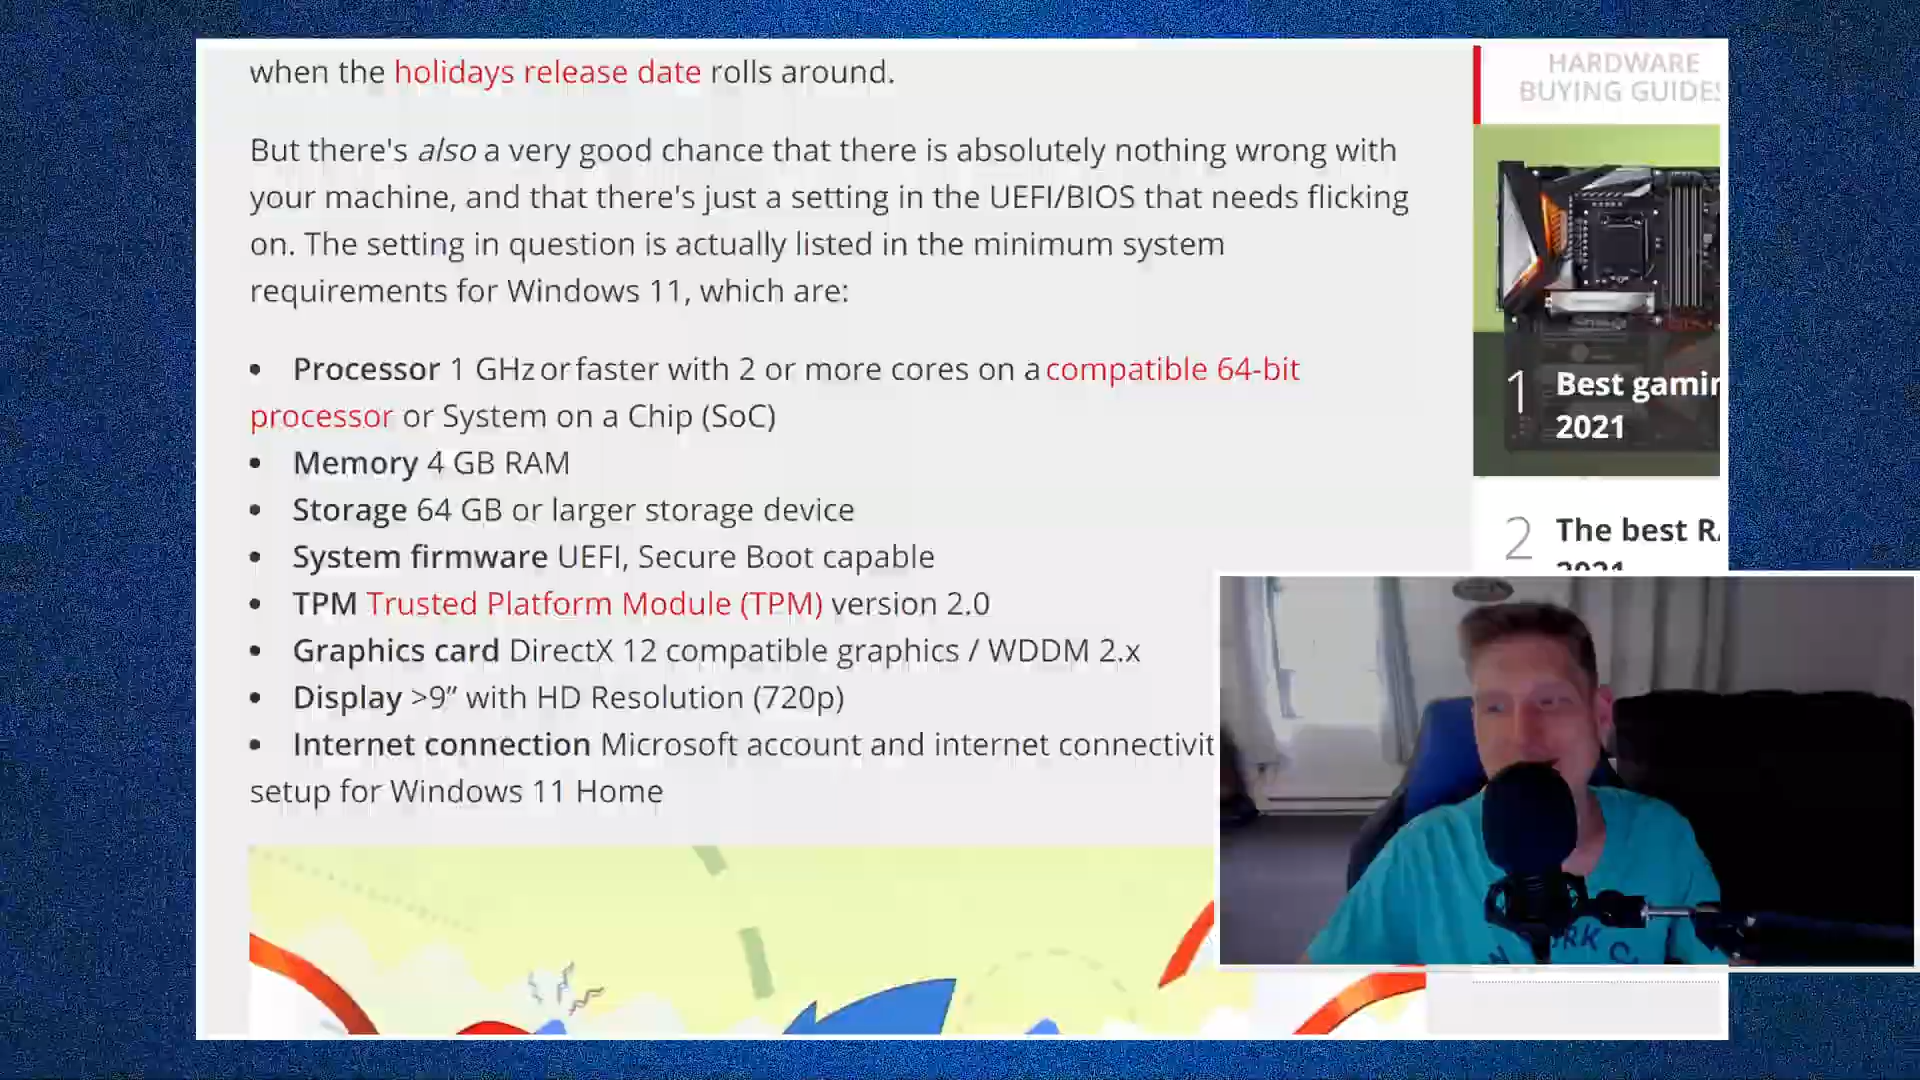 when the holidays release date rolls around.
But there's also a very good chance that there is absolutely nothing wrong with
your machine, and that there's just a setting in the UEFI/BIOS that needs flicking
on. The setting in question is actually listed in the minimum system
requirements for Windows 11, which are:
• Processor 1 GHz or faster with 2 or more cores on a compatible 64-bit
processor or System on a Chip (SoC)
• Memory 4 GB RAM
• Storage 64 GB or larger storage device
• System firmware UEFI, Secure Boot capable
• TPM Trusted Platform Module (TPM) version 2.0
• Graphics card DirectX 12 compatible graphics / WDDM 2.x
• Display >9” with HD Resolution (720p)
• Internet connection Microsoft account and internet connectivit
setup for Windows 11 Home
HARDWARE
BUYING GUIDES
1 Best gamin
2021
2 The best R
2021